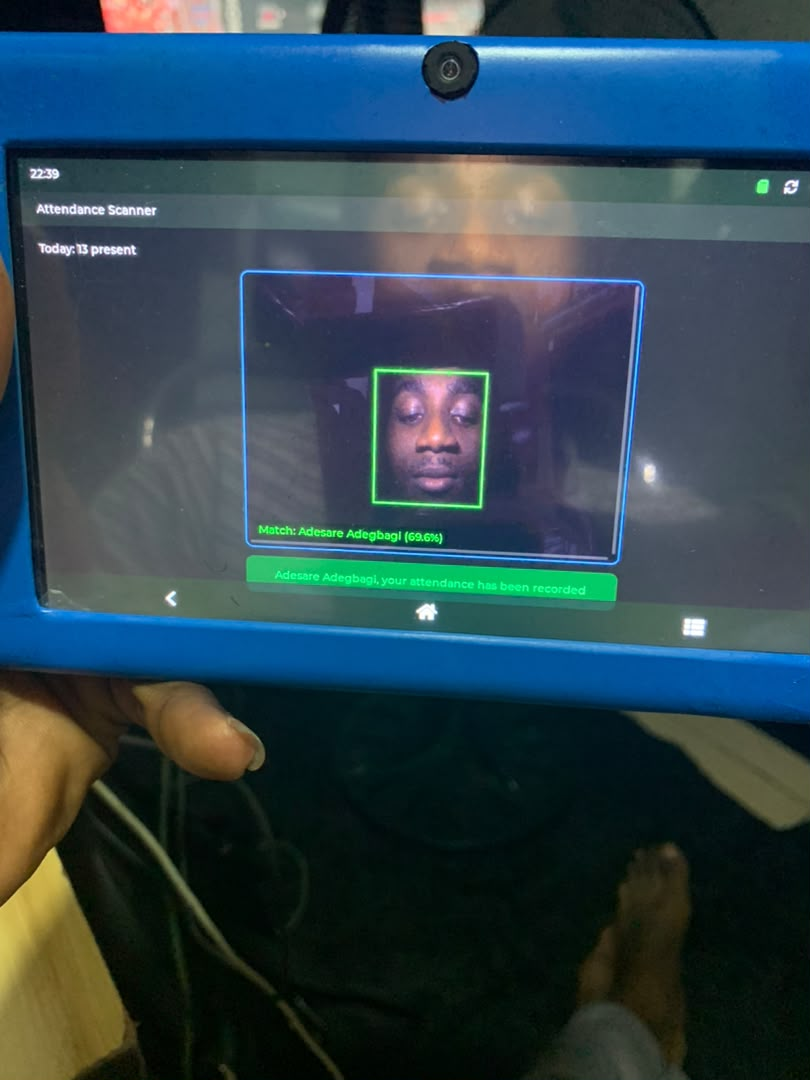 22:39
Attendance Scanner
Today: 13 present
Match: Adesare Adegbagi (69.6%)
Adesare Adegbagi, your attendance has been recorded